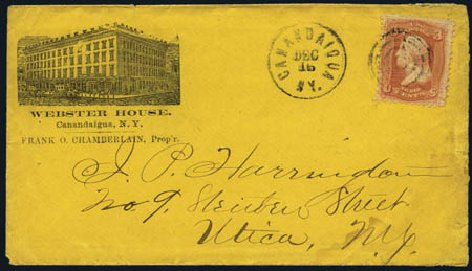 WEBSTER HOUSE.
Canandaigua, N.Y.
FRANK O. CHAMBERLAIN, Prop'r.
CANANDAIGUA
DEC
16
N.Y.
J. P. Harrington
No. 9. Steuben Street
Utica, N.Y.